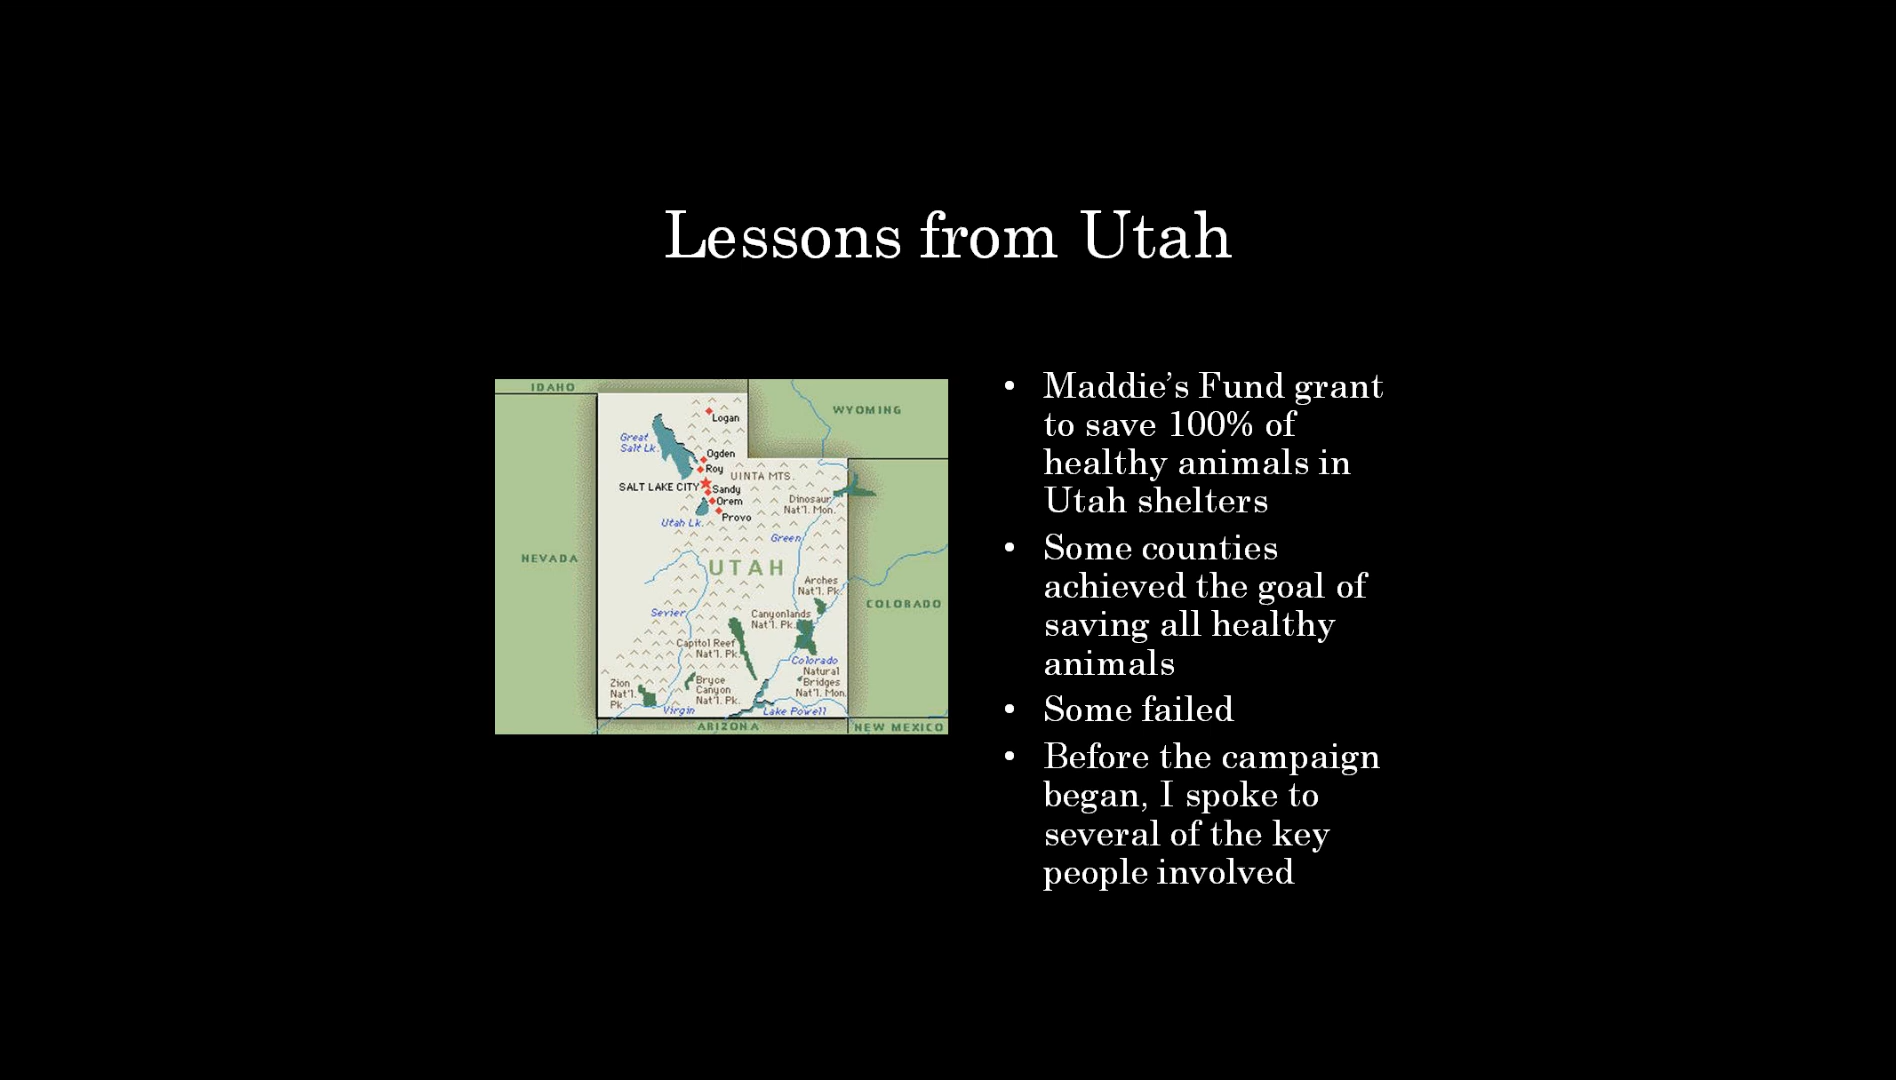 Lessons from Utah
IDAHO
WYOMING
Logan
Great
Salt Lk.
Ogden
Roy
UINTA MTS.
SALT LAKE CITY
Sandy
Orem
Dinosaur
Nat'l. Mon.
Provo
Utah Lk.
Green
NEVADA
UTAH
Arches
Nat'l. Pk.
COLORADO
Sevier
Canyonlands
Nat'l. Pk.
Capitol Reef
Nat'l. Pk.
Colorado
Natural
Bridges
Nat'l. Mon.
Zion
Nat'l.
Pk.
Bryce
Canyon
Nat'l. Pk.
Virgin
Lake Powell
ARIZONA
NEW MEXICO
• Maddie’s Fund grant
to save 100% of
healthy animals in
Utah shelters
• Some counties
achieved the goal of
saving all healthy
animals
• Some failed
• Before the campaign
began, I spoke to
several of the key
people involved